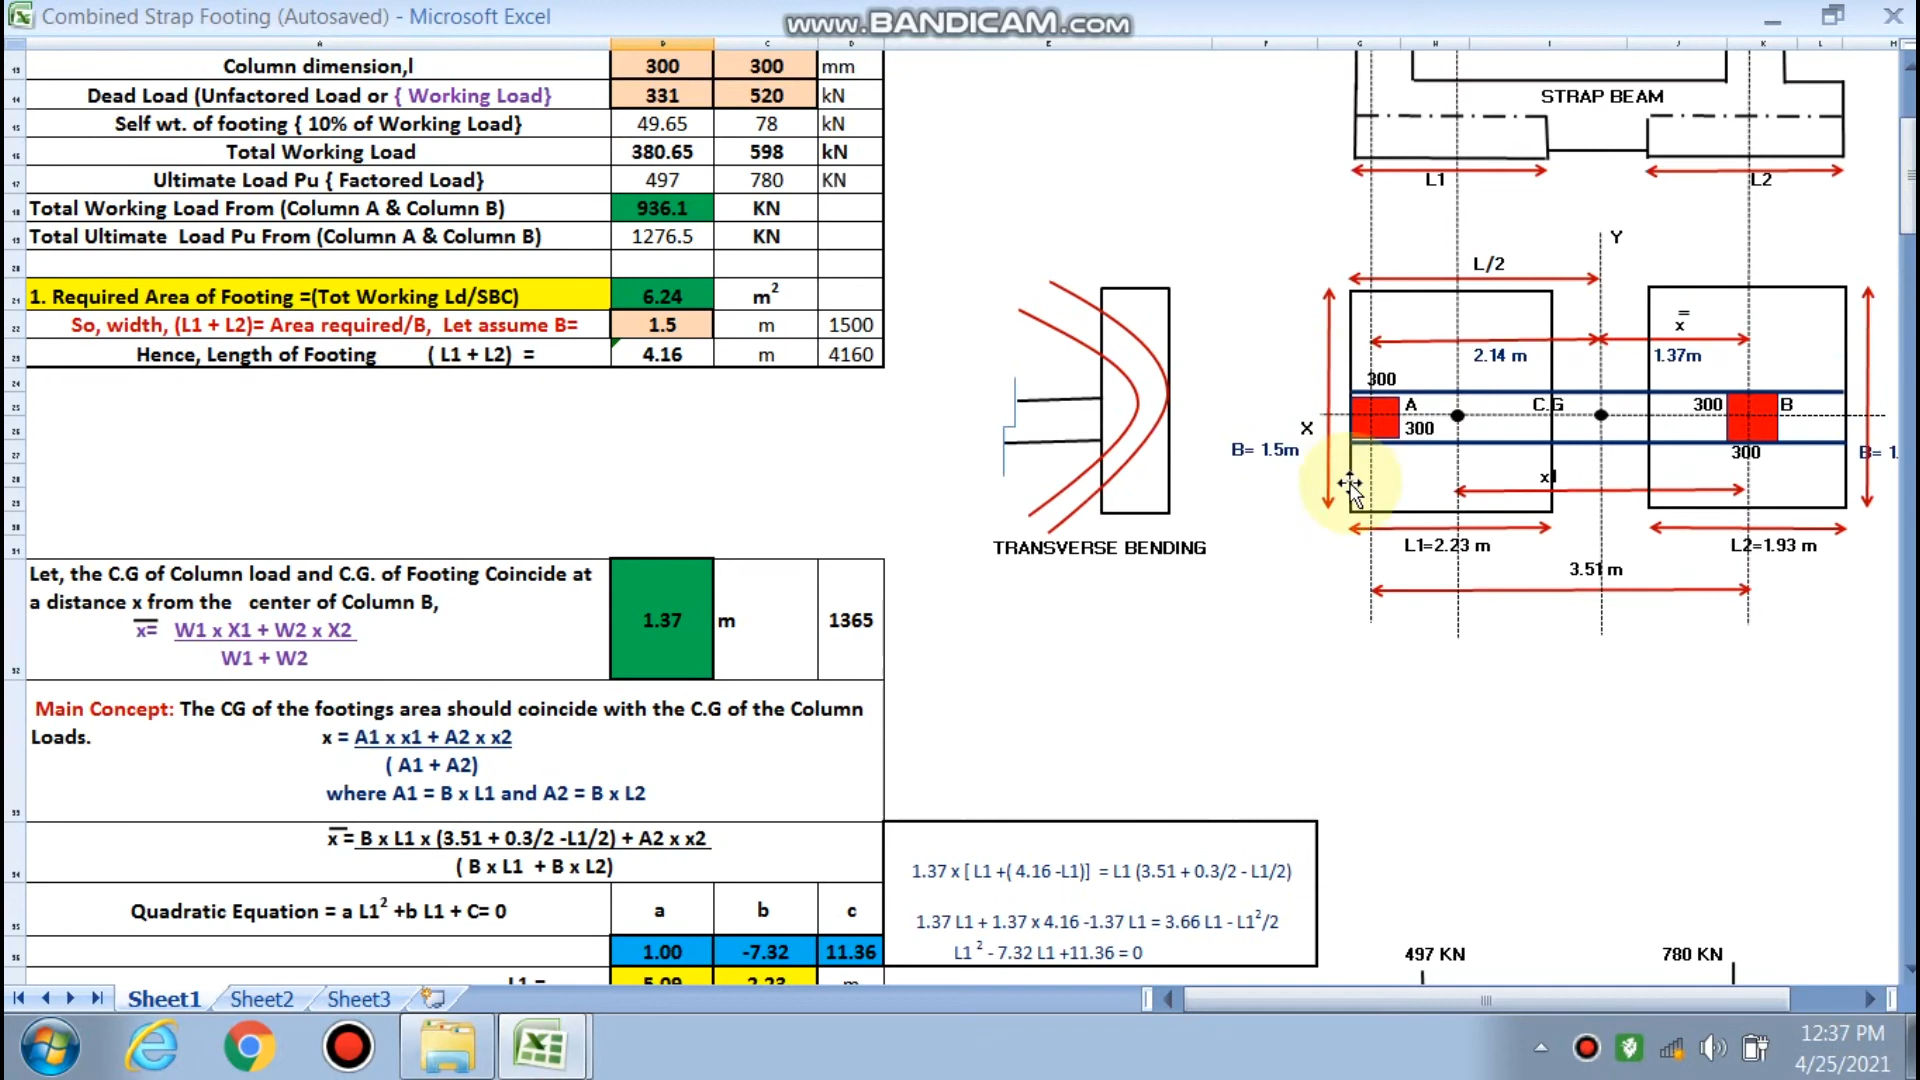 Combined Strap Footing (Autosaved) - Microsoft Excel
www.BANDICAM.com
Column dimension,l 300 300 mm
Dead Load (Unfactored Load or { Working Load} 331 520 kN
Self wt. of footing { 10% of Working Load} 49.65 78 kN
Total Working Load 380.65 598 kN
Ultimate Load Pu { Factored Load} 497 780 KN
Total Working Load From (Column A & Column B) 936.1 KN
Total Ultimate Load Pu From (Column A & Column B) 1276.5 KN
1. Required Area of Footing =(Tot Working Ld/SBC) 6.24 m2
So, width, (L1 + L2)= Area required/B, Let assume B= 1.5 m 1500
Hence, Length of Footing ( L1 + L2) = 4.16 m 4160
STRAP BEAM
L1 L2
Y
L/2
=
x
2.14 m 1.37m
300
A C.G 300 B
X 300
B= 1.5m 300 B= 1.
x1
TRANSVERSE BENDING
L1=2.23 m L2=1.93 m
3.51 m
Let, the C.G of Column load and C.G. of Footing Coincide at
a distance x from the center of Column B,
x= W1 x X1 + W2 x X2
W1 + W2
1.37 m 1365
Main Concept: The CG of the footings area should coincide with the C.G of the Column
Loads. x = A1 x x1 + A2 x x2
( A1 + A2)
where A1 = B x L1 and A2 = B x L2
x = B x L1 x (3.51 + 0.3/2 -L1/2) + A2 x x2
( B x L1 + B x L2)
1.37 x [ L1 +( 4.16 -L1)] = L1 (3.51 + 0.3/2 - L1/2)
1.37 L1 + 1.37 x 4.16 -1.37 L1 = 3.66 L1 - L12/2
L1 2 - 7.32 L1 +11.36 = 0
Quadratic Equation = a L12 +b L1 + C= 0 a b c
1.00 -7.32 11.36
L1 = 5.09 2.23 m
497 KN 780 KN
Sheet1 Sheet2 Sheet3
12:37 PM
4/25/2021